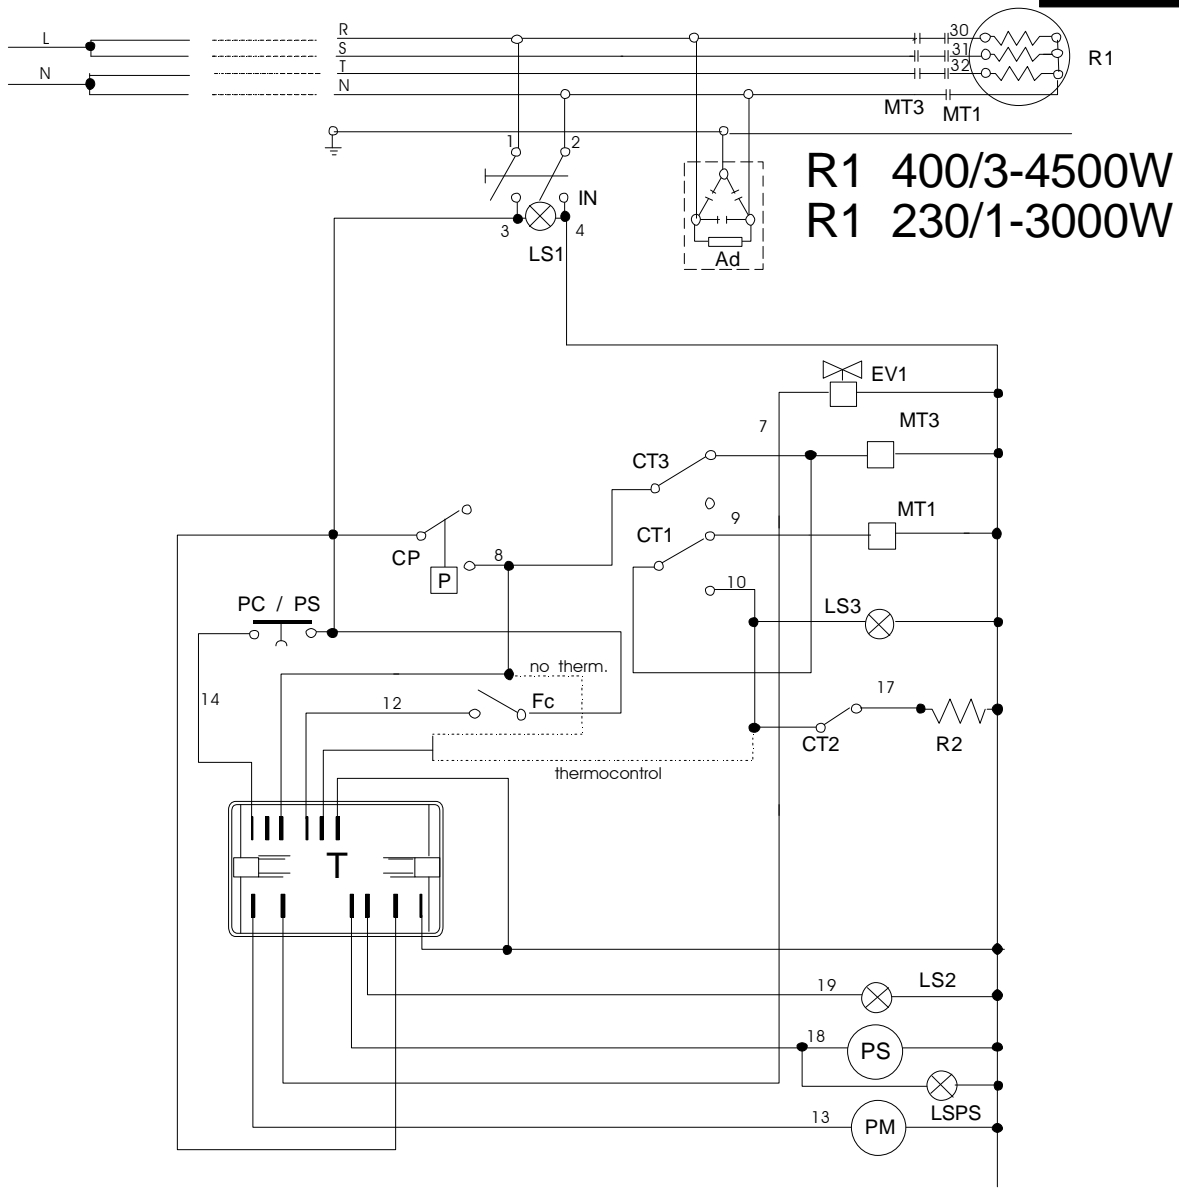 L
N
R
S
T
N
30
31
32
R1
MT3 MT1
1
2
R1 400/3-4500W
R1 230/1-3000W
IN
3
4
LS1
Ad
EV1
7
MT3
CT3
9
MT1
CT1
8
CP
P
10
PC / PS
LS3
no therm.
14
12
Fc
17
CT2
R2
thermocontrol
T
19
LS2
18
PS
LSPS
13
PM